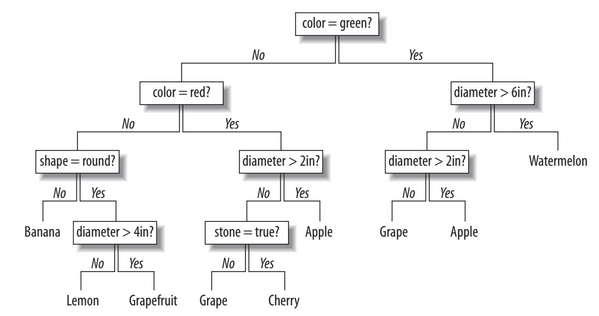 color = green?
No
Yes
color = red?
diameter > 6in?
No
Yes
No
Yes
shape = round?
diameter > 2in?
diameter > 2in?
Watermelon
No
Yes
No
Yes
No
Yes
Banana
diameter > 4in?
stone = true?
Apple
Grape
Apple
No
Yes
No
Yes
Lemon
Grapefruit
Grape
Cherry